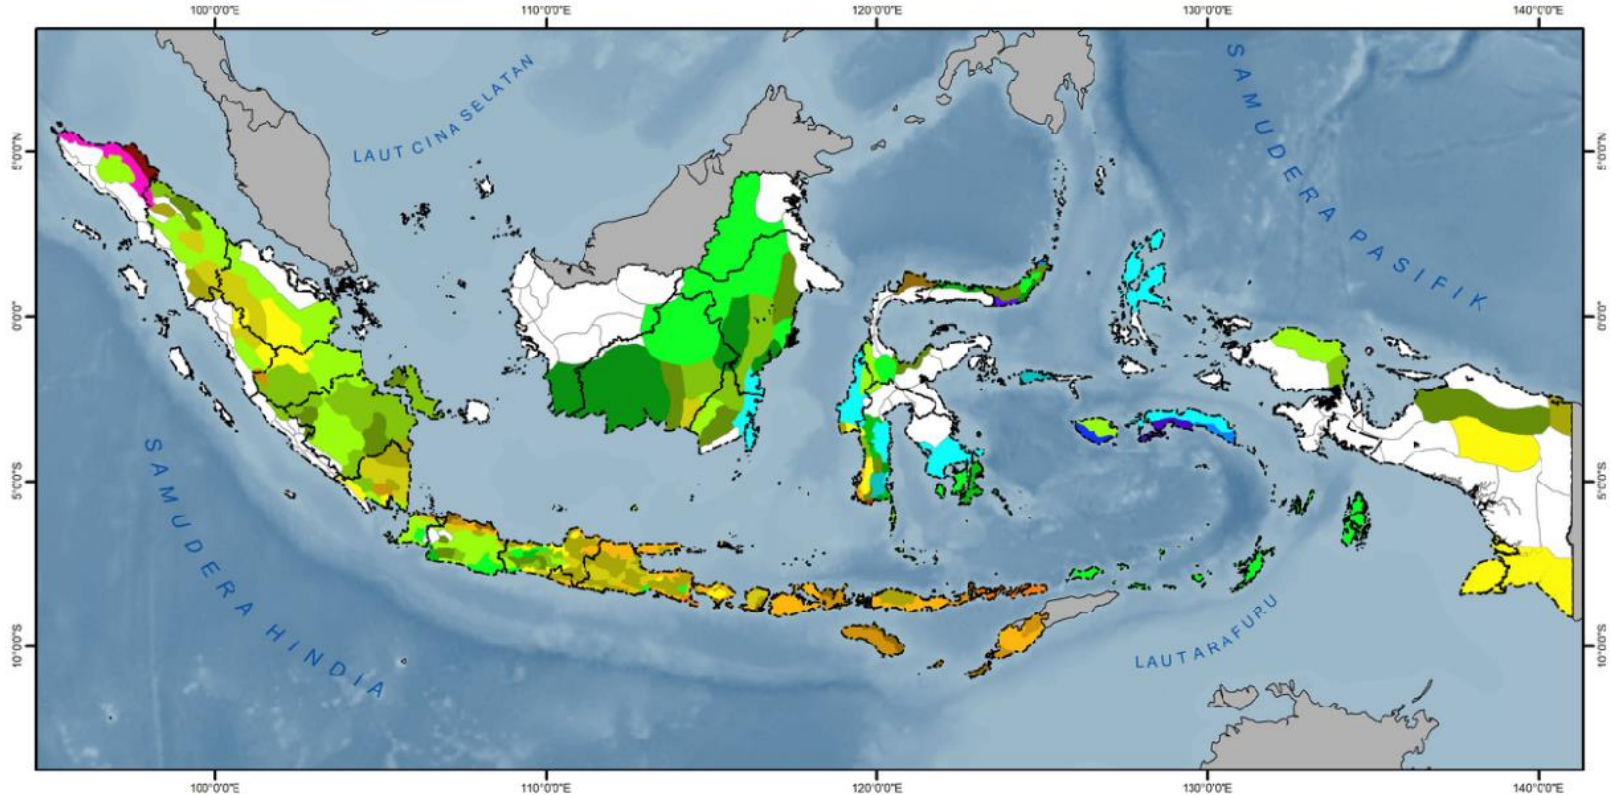 100°0'0"E 110°0'0"E 120°0'0"E 130°0'0"E 140°0'0"E
5°0'0"N
0°0'0"
5°0'0"S
10°0'0"S
LAUT CINA SELATAN
SAMUDERA PASIFIK
SAMUDERA HINDIA
LAUT ARAFURU
5°0'0"N
0°0'0"
5°0'0"S
10°0'0"S
100°0'0"E 110°0'0"E 120°0'0"E 130°0'0"E 140°0'0"E